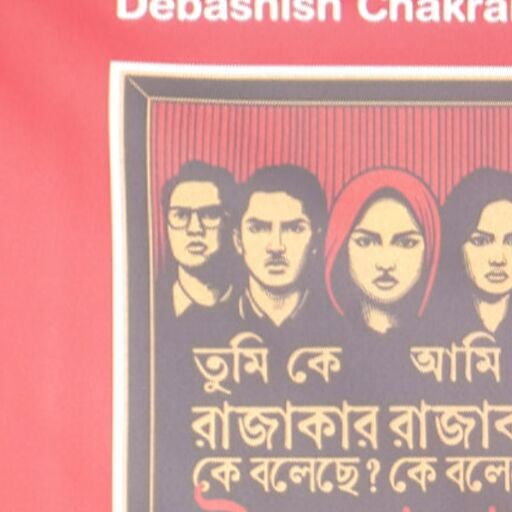 Debashish Chakra
তুমি কে আমি
রাজাকার রাজাক
কে বলেছে? কে বলে